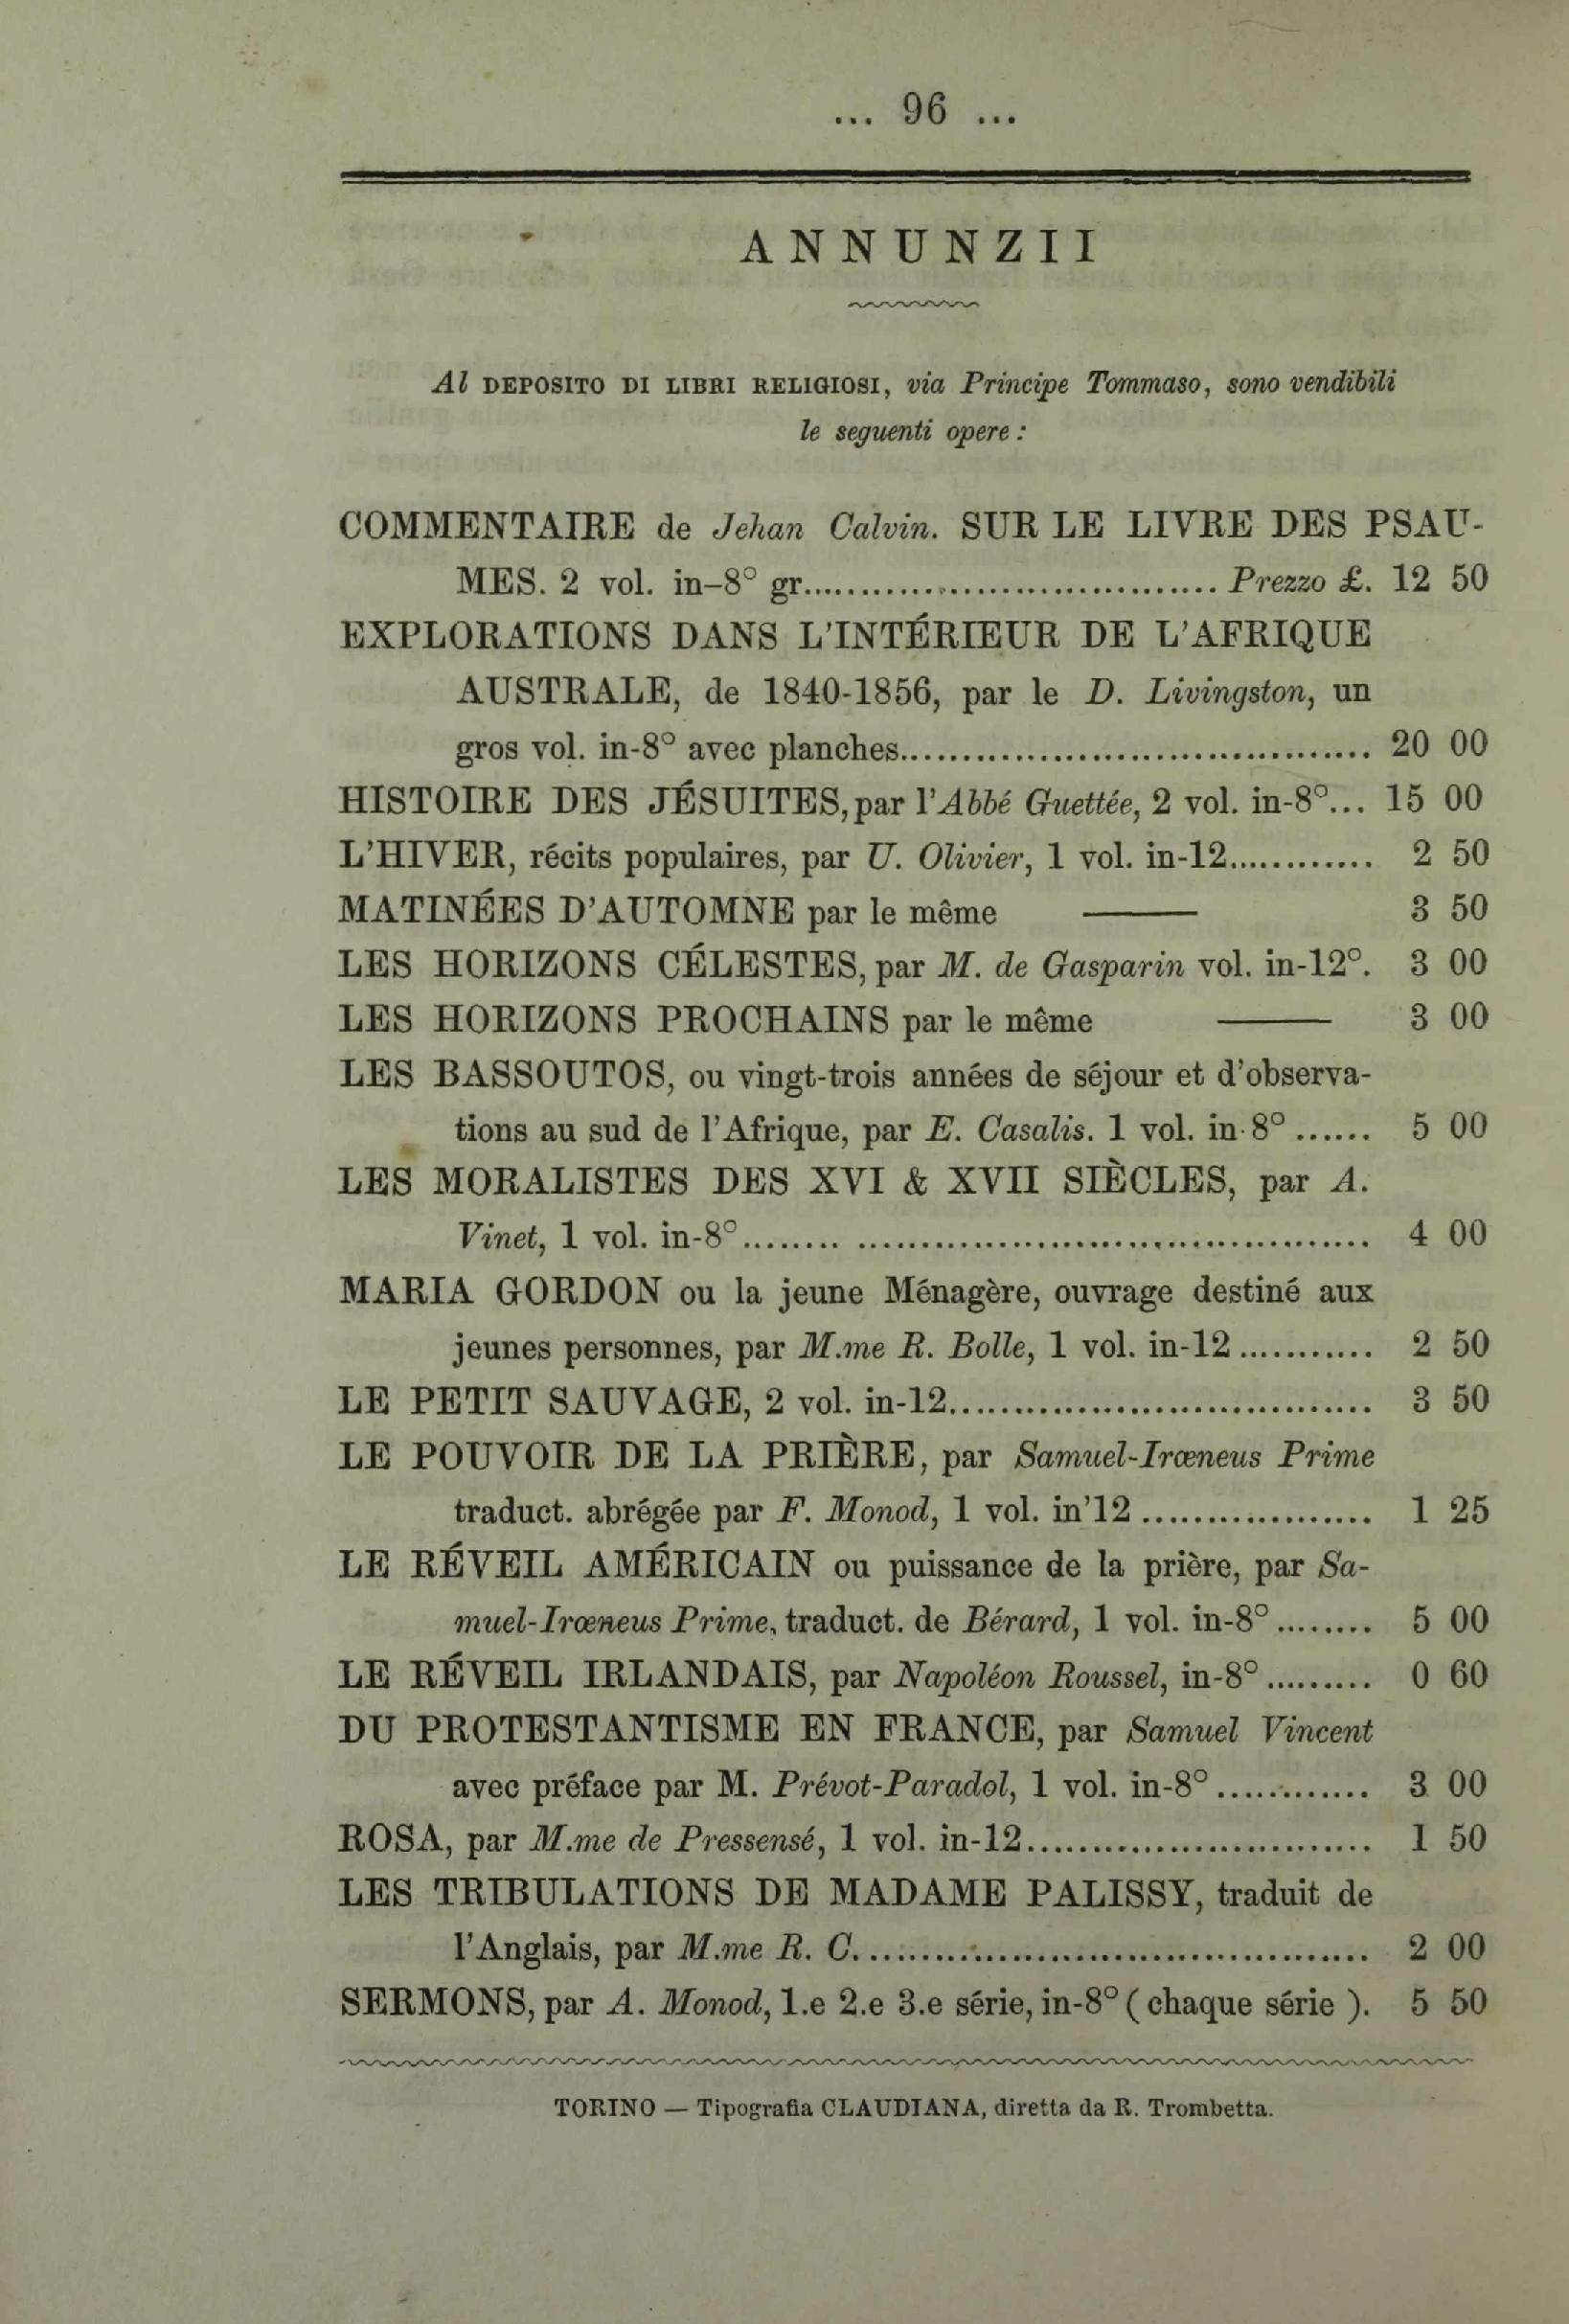 ... 96 ...
ANNUNZII
Al DEPOSITO DI LIBRI RELIGIOSI, via Principe Tommaso, sono vendibili
le seguenti opere :
COMMENTAIRE de Jehan Calvin. SUR LE LIVRE DES PSAU-
MES. 2 vol. in-8° gr.................................... Prezzo £. 12 50
EXPLORATIONS DANS L'INTÉRIEUR DE L'AFRIQUE
AUSTRALE, de 1840-1856, par le D. Livingston, un
gros vol. in-8° avec planches..................................... 20 00
HISTOIRE DES JÉSUITES, par l'Abbé Guettée, 2 vol. in-8°... 15 00
L'HIVER, récits populaires, par U. Olivier, 1 vol. in-12............ 2 50
MATINÉES D'AUTOMNE par le même ——— 3 50
LES HORIZONS CÉLESTES, par M. de Gasparin vol. in-12°. 3 00
LES HORIZONS PROCHAINS par le même ——— 3 00
LES BASSOUTOS, ou vingt-trois années de séjour et d'observa-
tions au sud de l'Afrique, par E. Casalis. 1 vol. in-8° ...... 5 00
LES MORALISTES DES XVI & XVII SIÈCLES, par A.
Vinet, 1 vol. in-8°........ ........................................ 4 00
MARIA GORDON ou la jeune Ménagère, ouvrage destiné aux
jeunes personnes, par M.me R. Bolle, 1 vol. in-12 ........... 2 50
LE PETIT SAUVAGE, 2 vol. in-12................................. 3 50
LE POUVOIR DE LA PRIÈRE, par Samuel-Irœneus Prime
traduct. abrégée par F. Monod, 1 vol. in'12 .................. 1 25
LE RÉVEIL AMÉRICAIN ou puissance de la prière, par Sa-
muel-Irœneus Prime, traduct. de Bérard, 1 vol. in-8° ........ 5 00
LE RÉVEIL IRLANDAIS, par Napoléon Roussel, in-8° ......... 0 60
DU PROTESTANTISME EN FRANCE, par Samuel Vincent
avec préface par M. Prévot-Paradol, 1 vol. in-8° ............ 3 00
ROSA, par M.me de Pressensé, 1 vol. in-12........................... 1 50
LES TRIBULATIONS DE MADAME PALISSY, traduit de
l'Anglais, par M.me R. C......................................... 2 00
SERMONS, par A. Monod, 1.e 2.e 3.e série, in-8° ( chaque série ). 5 50
TORINO — Tipografia CLAUDIANA, diretta da R. Trombetta.